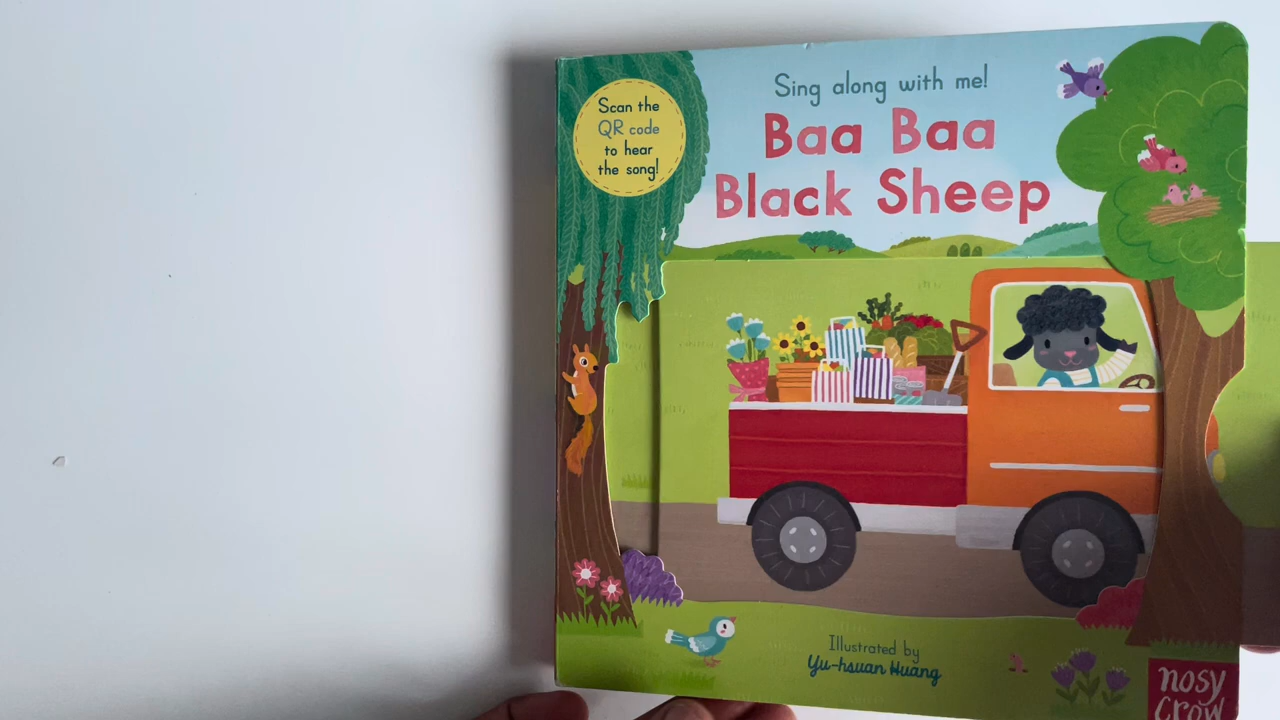 Scan the
QR code
to hear
the song!
Sing along with me!
Baa Baa
Black Sheep
Illustrated by
Yu-hsuan Huang
nosy
crow